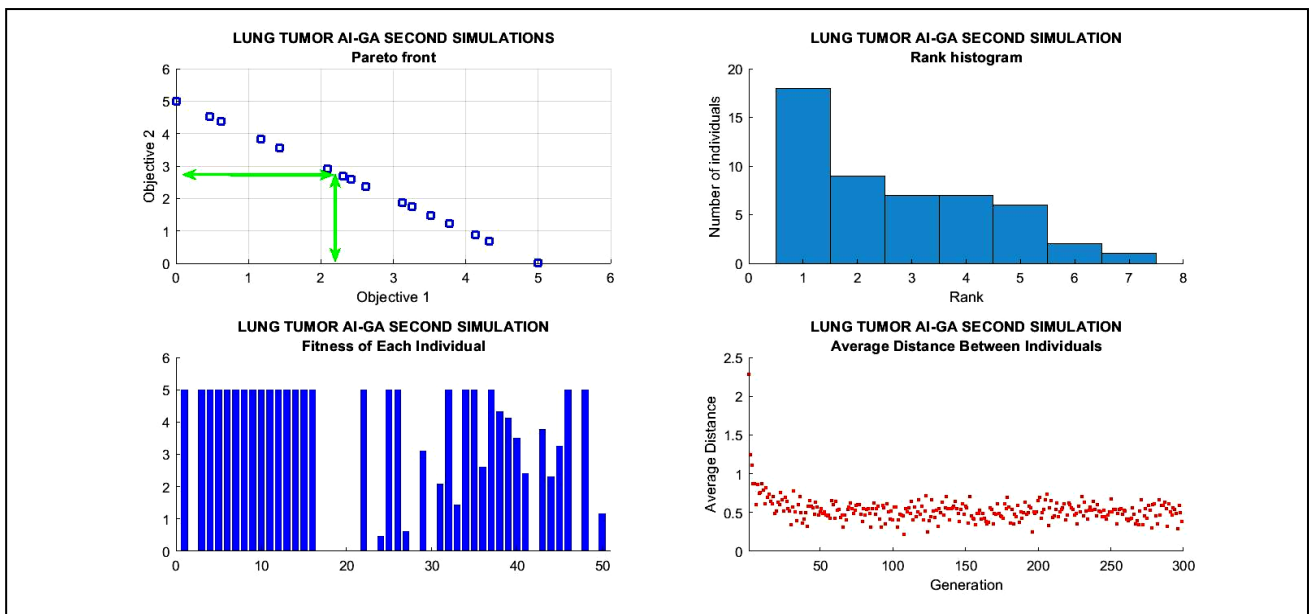 LUNG TUMOR AI-GA SECOND SIMULATIONS
Pareto front
6
5
4
3
2
1
0
Objective 2
0 1 2 3 4 5 6
Objective 1
LUNG TUMOR AI-GA SECOND SIMULATION
Rank histogram
20
15
10
5
0
Number of individuals
0 1 2 3 4 5 6 7 8
Rank
LUNG TUMOR AI-GA SECOND SIMULATION
Fitness of Each Individual
6
5
4
3
2
1
0
0 10 20 30 40 50
LUNG TUMOR AI-GA SECOND SIMULATION
Average Distance Between Individuals
2.5
2
1.5
1
0.5
0
Average Distance
50 100 150 200 250 300
Generation